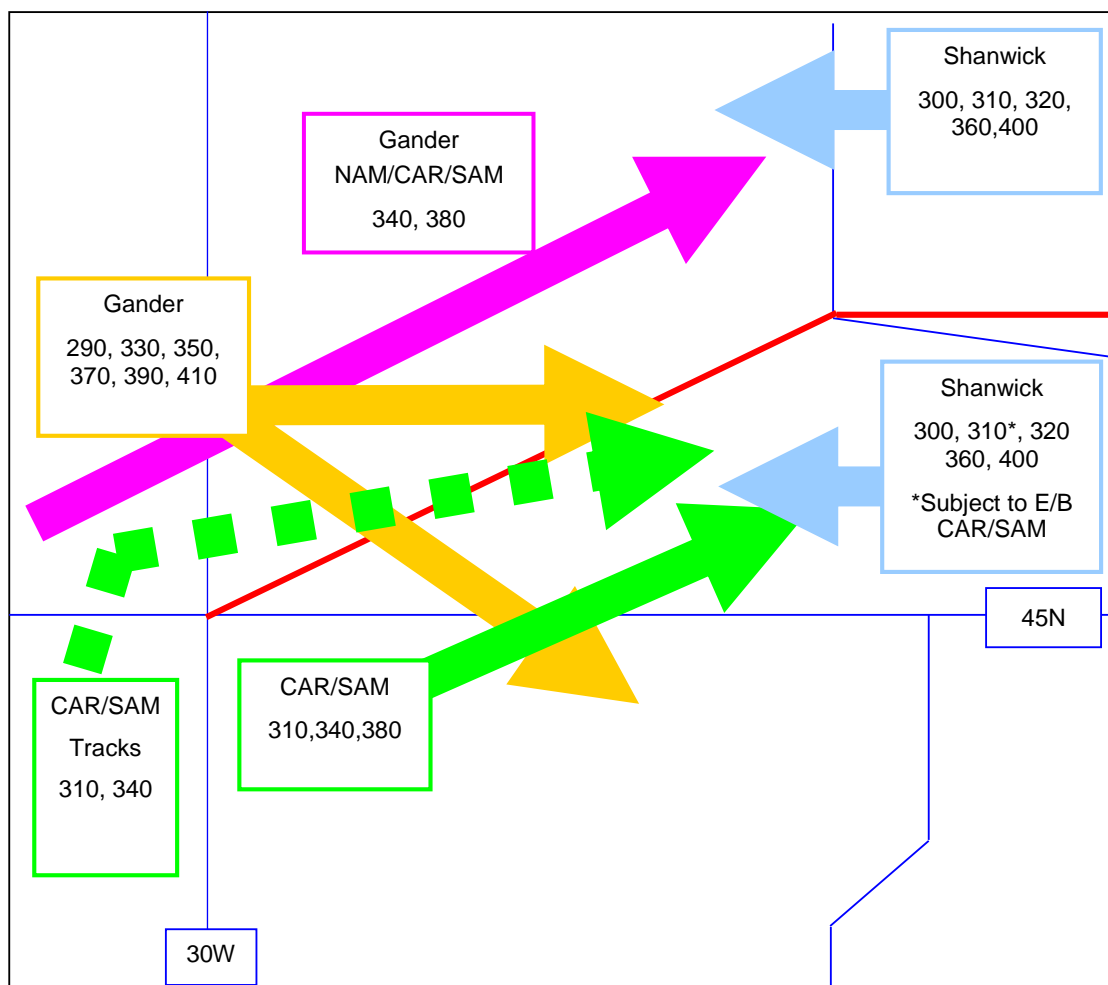 Shanwick
300, 310, 320,
360,400
Gander
NAM/CAR/SAM
340, 380
Gander
290, 330, 350,
370, 390, 410
Shanwick
300, 310*, 320
360, 400
*Subject to E/B
CAR/SAM
45N
CAR/SAM
310,340,380
CAR/SAM
Tracks
310, 340
30W